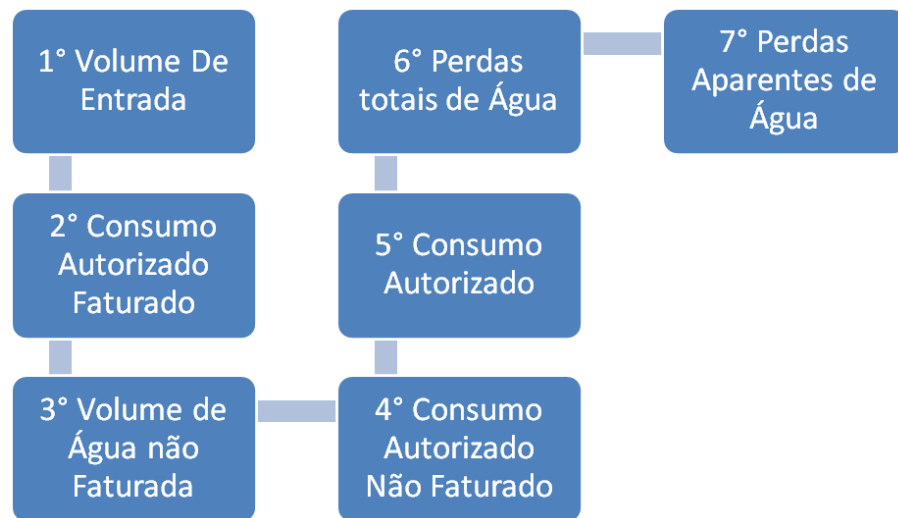 1° Volume De
Entrada
2° Consumo
Autorizado
Faturado
3° Volume de
Água não
Faturada
4° Consumo
Autorizado
Não Faturado
5° Consumo
Autorizado
6° Perdas
totais de Água
7° Perdas
Aparentes de
Água